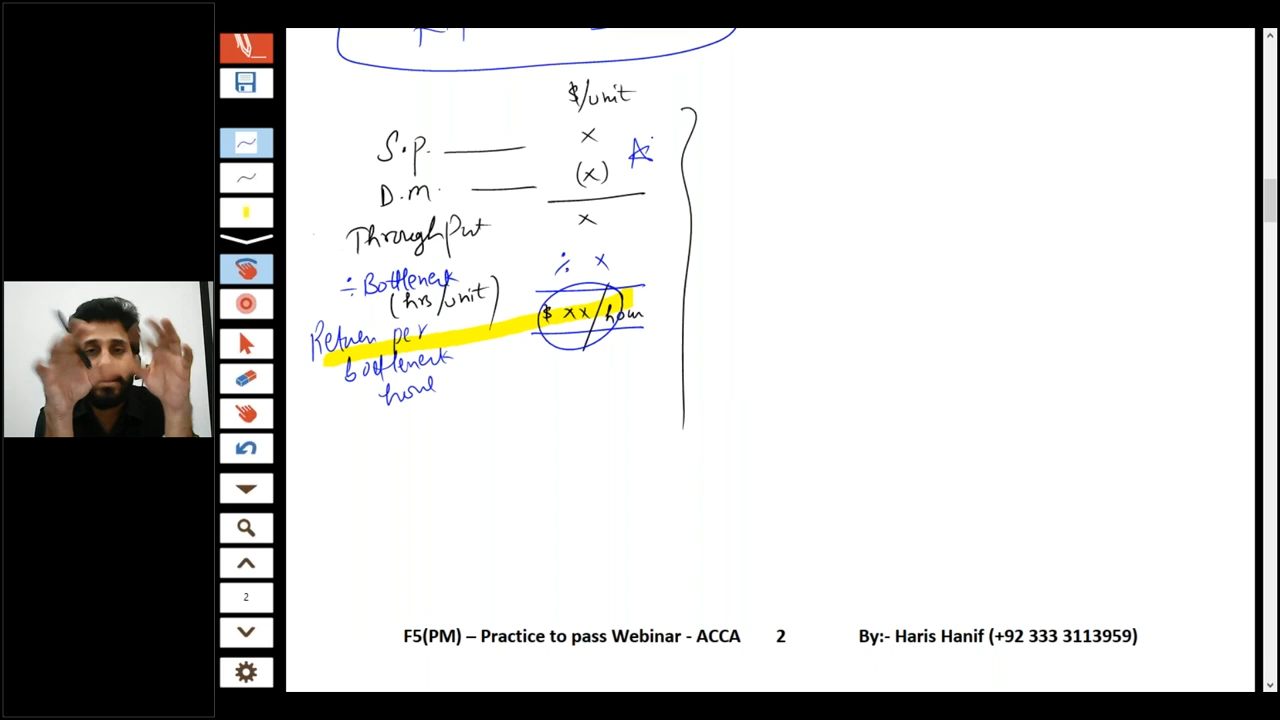 $/unit
S.p. x
D.M. (x)
Throughput x
÷ Bottleneck ÷ x
(hrs/unit)
Return per $ xx/hour
bottleneck
hour
2
F5(PM) – Practice to pass Webinar - ACCA 2 By:- Haris Hanif (+92 333 3113959)